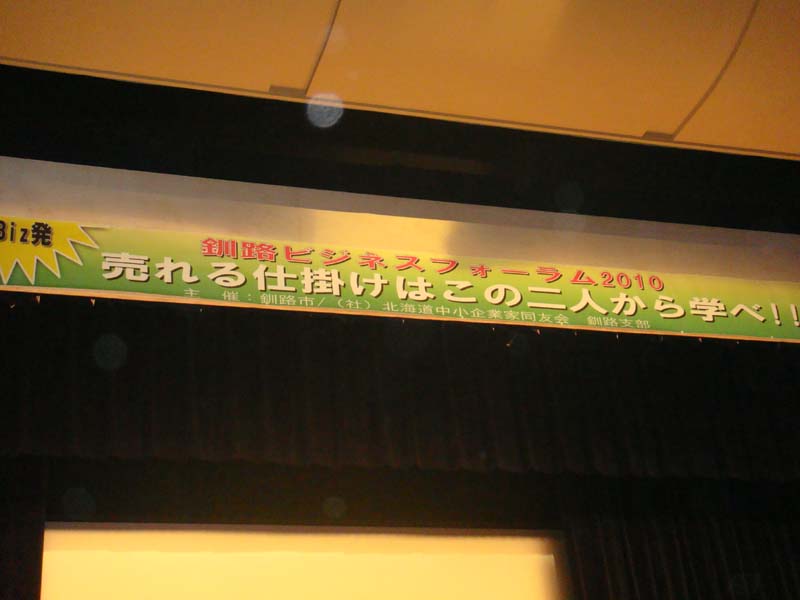 Biz発
釧路ビジネスフォーラム2010
売れる仕掛けはこの二人から学べ!!
主 催：釧路市/（社）北海道中小企業家同友会 釧路支部